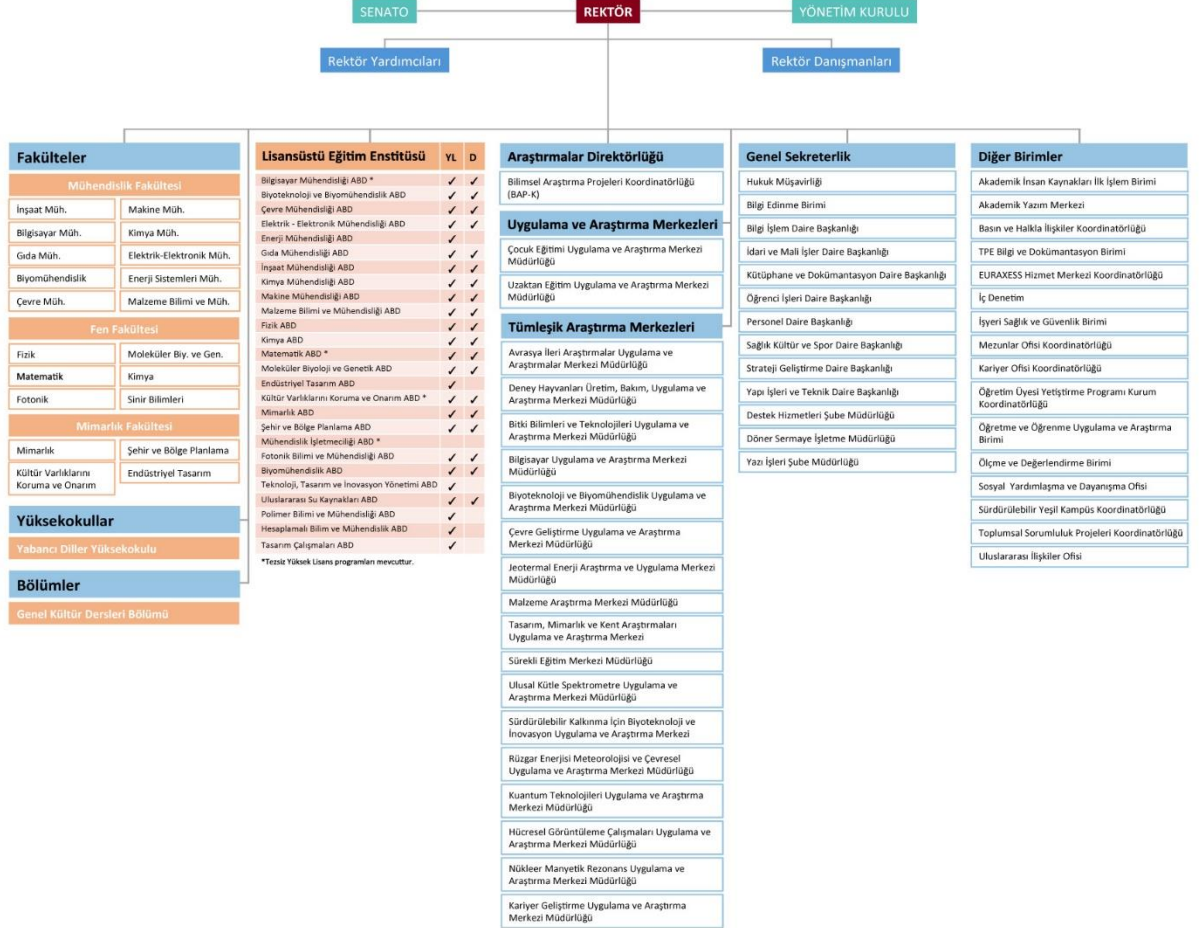 SENATO
REKTÖR
YÖNETİM KURULU
Rektör Yardımcıları
Rektör Danışmanları
Fakülteler
Mühendislik Fakültesi
İnşaat Müh.
Makine Müh.
Bilgisayar Müh.
Kimya Müh.
Gıda Müh.
Elektrik-Elektronik Müh.
Biyomühendislik
Enerji Sistemleri Müh.
Çevre Müh.
Malzeme Bilimi ve Müh.
Fen Fakültesi
Fizik
Moleküler Biy. ve Gen.
Matematik
Kimya
Fotonik
Sinir Bilimleri
Mimarlık Fakültesi
Mimarlık
Şehir ve Bölge Planlama
Kültür Varlıklarını
Koruma ve Onarım
Endüstriyel Tasarım
Yüksekokullar
Yabancı Diller Yüksekokulu
Bölümler
Genel Kültür Dersleri Bölümü
Lisansüstü Eğitim Enstitüsü YL D
Bilgisayar Mühendisliği ABD * ✓ ✓
Biyoteknoloji ve Biyomühendislik ABD ✓ ✓
Çevre Mühendisliği ABD ✓ ✓
Elektrik - Elektronik Mühendisliği ABD ✓ ✓
Enerji Mühendisliği ABD ✓
Gıda Mühendisliği ABD ✓ ✓
İnşaat Mühendisliği ABD ✓ ✓
Kimya Mühendisliği ABD ✓ ✓
Makine Mühendisliği ABD ✓ ✓
Malzeme Bilimi ve Mühendisliği ABD ✓ ✓
Fizik ABD ✓ ✓
Kimya ABD ✓ ✓
Matematik ABD * ✓ ✓
Moleküler Biyoloji ve Genetik ABD ✓ ✓
Endüstriyel Tasarım ABD ✓
Kültür Varlıklarını Koruma ve Onarım ABD * ✓ ✓
Mimarlık ABD ✓ ✓
Şehir ve Bölge Planlama ABD ✓ ✓
Mühendislik İşletmeciliği ABD *
Fotonik Bilimi ve Mühendisliği ABD ✓ ✓
Biyomühendislik ABD ✓ ✓
Teknoloji, Tasarım ve İnovasyon Yönetimi ABD ✓
Uluslararası Su Kaynakları ABD ✓ ✓
Polimer Bilimi ve Mühendisliği ABD ✓
Hesaplamalı Bilim ve Mühendislik ABD ✓
Tasarım Çalışmaları ABD ✓
*Tezsiz Yüksek Lisans programları mevcuttur.
Araştırmalar Direktörlüğü
Bilimsel Araştırma Projeleri Koordinatörlüğü
(BAP-K)
Uygulama ve Araştırma Merkezleri
Çocuk Eğitimi Uygulama ve Araştırma Merkezi
Müdürlüğü
Uzaktan Eğitim Uygulama ve Araştırma Merkezi
Müdürlüğü
Tümleşik Araştırma Merkezleri
Avrasya İleri Araştırmalar Uygulama ve
Araştırmalar Merkezi Müdürlüğü
Deney Hayvanları Üretim, Bakım, Uygulama ve
Araştırma Merkezi Müdürlüğü
Bitki Bilimleri ve Teknolojileri Uygulama ve
Araştırma Merkezi Müdürlüğü
Bilgisayar Uygulama ve Araştırma Merkezi
Müdürlüğü
Biyoteknoloji ve Biyomühendislik Uygulama ve
Araştırma Merkezi Müdürlüğü
Çevre Geliştirme Uygulama ve Araştırma
Merkezi Müdürlüğü
Jeotermal Enerji Araştırma ve Uygulama Merkezi
Müdürlüğü
Malzeme Araştırma Merkezi Müdürlüğü
Tasarım, Mimarlık ve Kent Araştırmaları
Uygulama ve Araştırma Merkezi
Sürekli Eğitim Merkezi Müdürlüğü
Ulusal Kütle Spektrometre Uygulama ve
Araştırma Merkezi Müdürlüğü
Sürdürülebilir Kalkınma İçin Biyoteknoloji ve
İnovasyon Uygulama ve Araştırma Merkezi
Rüzgar Enerjisi Meteorolojisi ve Çevresel
Uygulama ve Araştırma Merkezi Müdürlüğü
Kuantum Teknolojileri Uygulama ve Araştırma
Merkezi Müdürlüğü
Hücresel Görüntüleme Çalışmaları Uygulama ve
Araştırma Merkezi Müdürlüğü
Nükleer Manyetik Rezonans Uygulama ve
Araştırma Merkezi Müdürlüğü
Kariyer Geliştirme Uygulama ve Araştırma
Merkezi Müdürlüğü
Genel Sekreterlik
Hukuk Müşavirliği
Bilgi Edinme Birimi
Bilgi İşlem Daire Başkanlığı
İdari ve Mali İşler Daire Başkanlığı
Kütüphane ve Dokümantasyon Daire Başkanlığı
Öğrenci İşleri Daire Başkanlığı
Personel Daire Başkanlığı
Sağlık Kültür ve Spor Daire Başkanlığı
Strateji Geliştirme Daire Başkanlığı
Yapı İşleri ve Teknik Daire Başkanlığı
Destek Hizmetleri Şube Müdürlüğü
Döner Sermaye İşletme Müdürlüğü
Yazı İşleri Şube Müdürlüğü
Diğer Birimler
Akademik İnsan Kaynakları İlk İşlem Birimi
Akademik Yazım Merkezi
Basın ve Halkla İlişkiler Koordinatörlüğü
TPE Bilgi ve Dokümantasyon Birimi
EURAXESS Hizmet Merkezi Koordinatörlüğü
İç Denetim
İşyeri Sağlık ve Güvenlik Birimi
Mezunlar Ofisi Koordinatörlüğü
Kariyer Ofisi Koordinatörlüğü
Öğretim Üyesi Yetiştirme Programı Kurum
Koordinatörlüğü
Öğretme ve Öğrenme Uygulama ve Araştırma
Birimi
Ölçme ve Değerlendirme Birimi
Sosyal Yardımlaşma ve Dayanışma Ofisi
Sürdürülebilir Yeşil Kampüs Koordinatörlüğü
Toplumsal Sorumluluk Projeleri Koordinatörlüğü
Uluslararası İlişkiler Ofisi